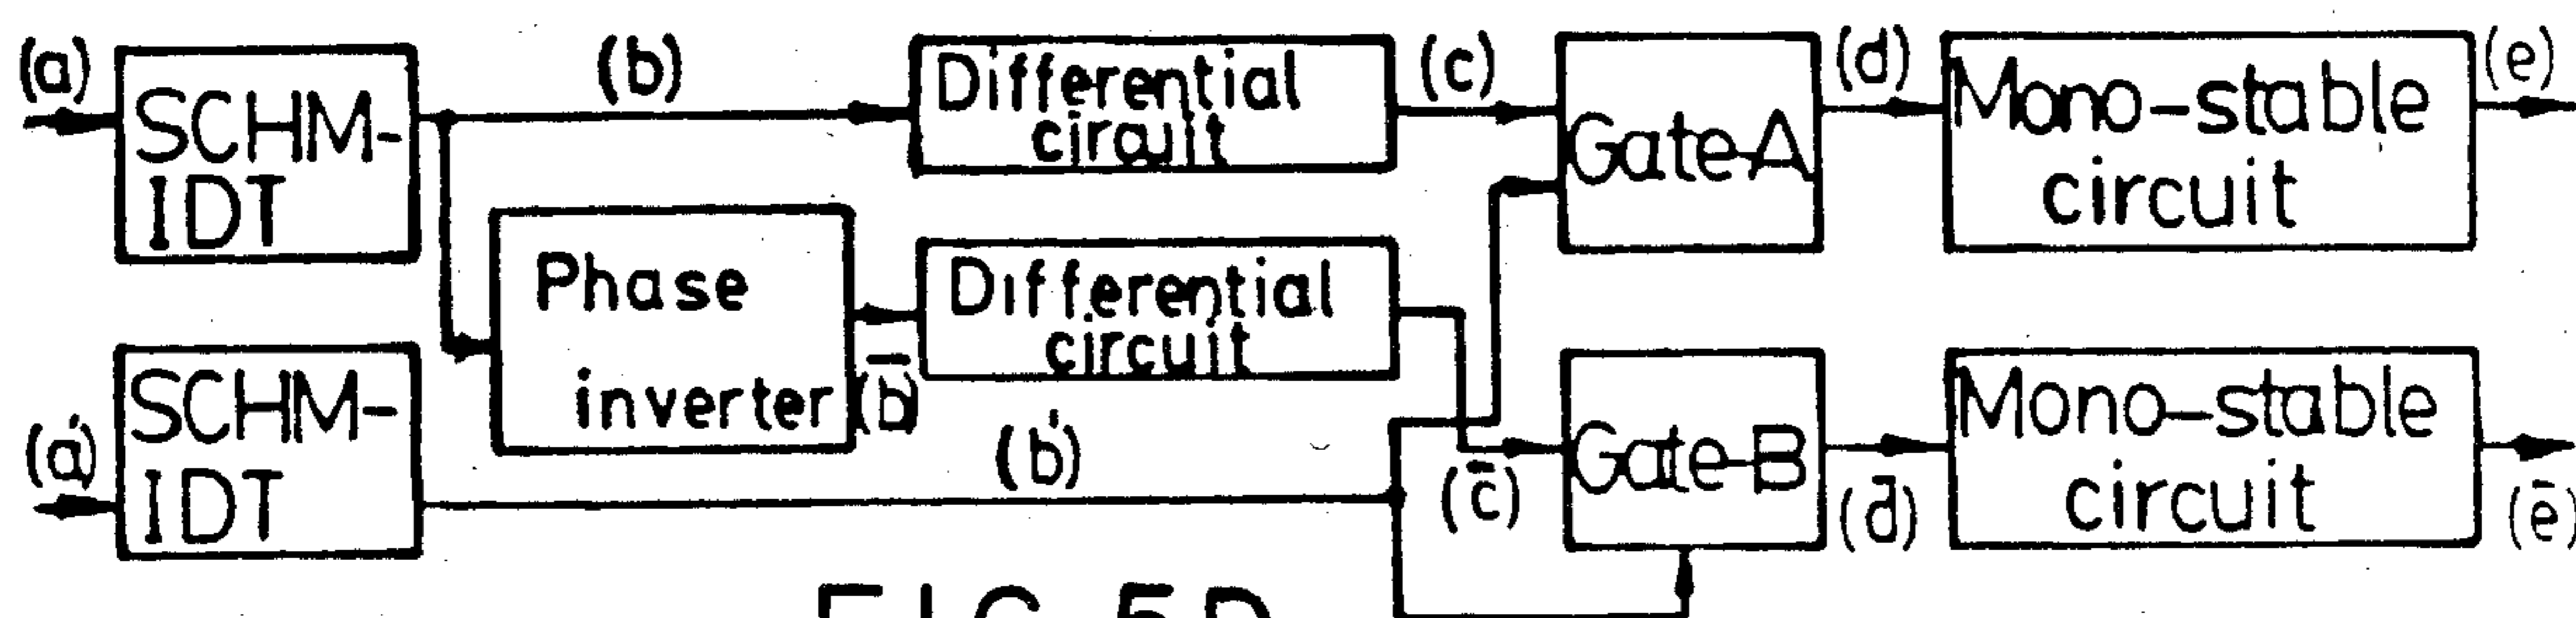 (a)
SCHM-
IDT
(b)
Differential
circuit
(c)
Gate-A
(d)
Mono-stable
circuit
(e)
Phase
inverter
(b̄)
Differential
circuit
(a')
SCHM-
IDT
(b')
(c̄)
Gate-B
(d̄)
Mono-stable
circuit
(ē)